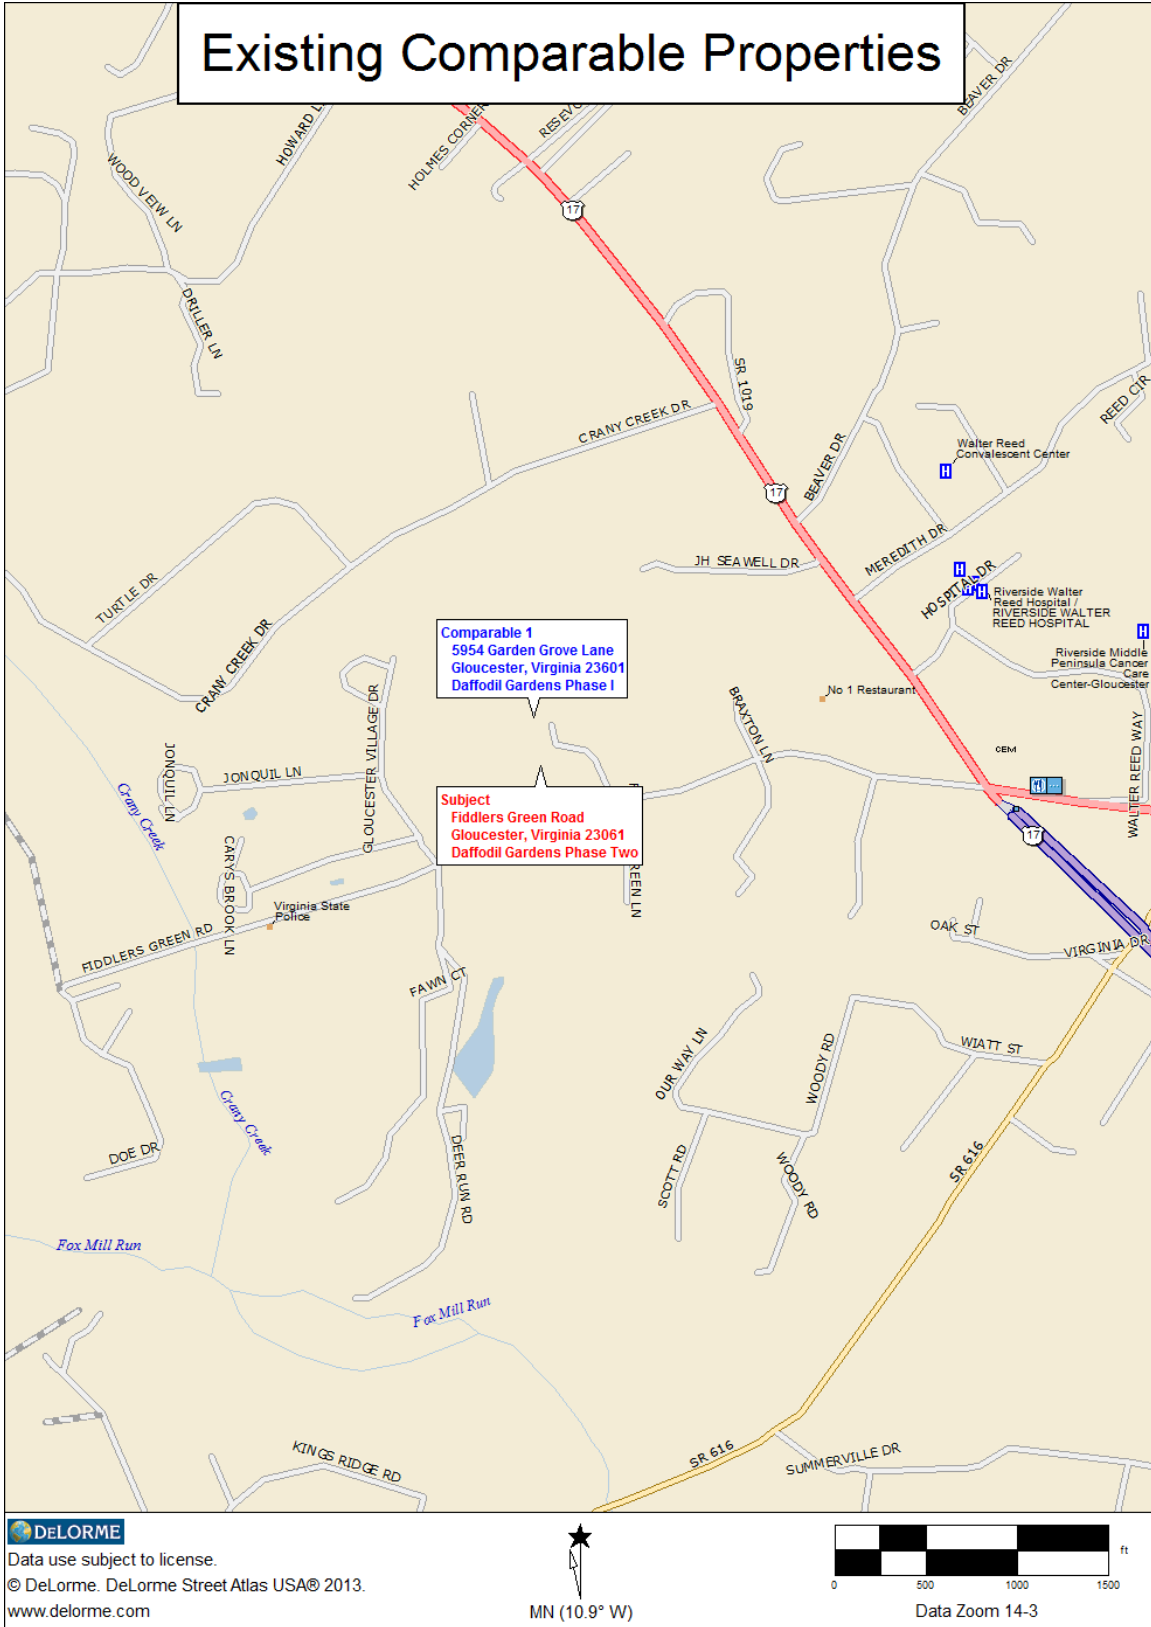 Existing Comparable Properties
BEAVER DR
HOLMES CORNER
HOWARD L
WOOD VEIW LN
17
DRILLER LN
SR 1019
CRANY CREEK DR
REED CIR
Walter Reed
Convalescent Center
H
BEAVER DR
17
MEREDITH DR
JH SEAWELL DR
HOSPITAL DR
H
H
Riverside Walter
Reed Hospital /
RIVERSIDE WALTER
REED HOSPITAL
TURTLE DR
CRANY CREEK DR
Comparable 1
5954 Garden Grove Lane
Gloucester, Virginia 23601
Daffodil Gardens Phase I
H
Riverside Middle
Peninsula Cancer
Care
Center-Gloucester
No 1 Restaurant
BRAXTON LN
GLOUCESTER VILLAGE DR
JONQUIL LN
JONQUIL LN
CEM
WALTER REED WAY
Crany Creek
Subject
Fiddlers Green Road
Gloucester, Virginia 23061
Daffodil Gardens Phase Two
REEN LN
17
CARYS BROOK LN
Virginia State
Police
FIDDLERS GREEN RD
OAK ST
VIRGINIA DR
FAWN CT
OUR WAY LN
WOODY RD
WIATT ST
Crany Creek
DOE DR
DEER RUN RD
SCOTT RD
WOODY RD
SR 616
Fox Mill Run
Fox Mill Run
KINGS RIDGE RD
SR 616
SUMMERVILLE DR
DELORME
Data use subject to license.
© DeLorme. DeLorme Street Atlas USA® 2013.
www.delorme.com
MN (10.9° W)
ft
0 500 1000 1500
Data Zoom 14-3